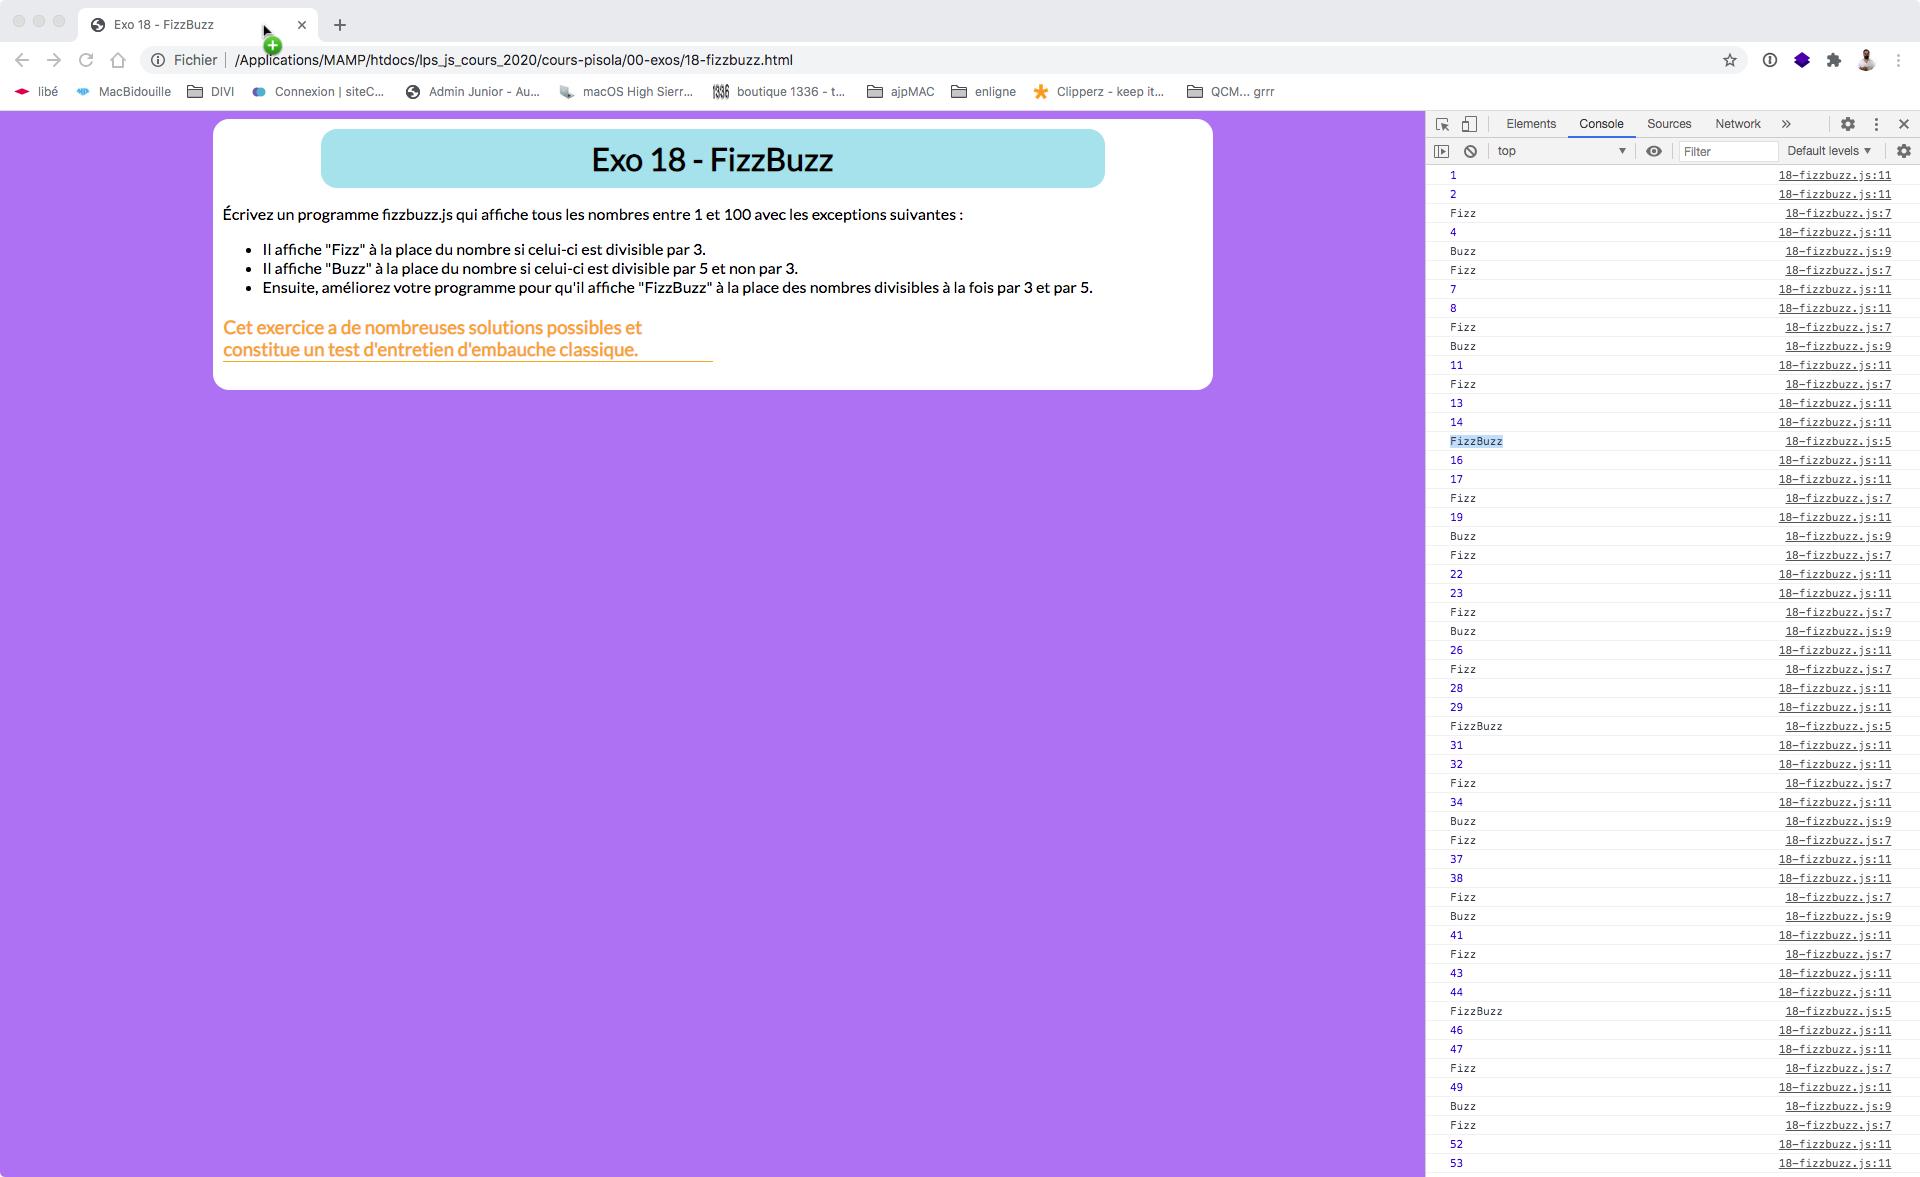 Exo 18 - FizzBuzz
Fichier
/Applications/MAMP/htdocs/lps_js_cours_2020/cours-pisola/00-exos/18-fizzbuzz.html
libé
MacBidouille
DIVI
Connexion | siteC...
Admin Junior - Au...
macOS High Sierr...
boutique 1336 - t...
ajpMAC
enligne
Clipperz - keep it...
QCM... grrr
Exo 18 - FizzBuzz
Écrivez un programme fizzbuzz.js qui affiche tous les nombres entre 1 et 100 avec les exceptions suivantes :
• Il affiche "Fizz" à la place du nombre si celui-ci est divisible par 3.
• Il affiche "Buzz" à la place du nombre si celui-ci est divisible par 5 et non par 3.
• Ensuite, améliorez votre programme pour qu'il affiche "FizzBuzz" à la place des nombres divisibles à la fois par 3 et par 5.
Cet exercice a de nombreuses solutions possibles et
constitue un test d'entretien d'embauche classique.
Elements Console Sources Network »
top Filter Default levels
1 18-fizzbuzz.js:11
2 18-fizzbuzz.js:11
Fizz 18-fizzbuzz.js:7
4 18-fizzbuzz.js:11
Buzz 18-fizzbuzz.js:9
Fizz 18-fizzbuzz.js:7
7 18-fizzbuzz.js:11
8 18-fizzbuzz.js:11
Fizz 18-fizzbuzz.js:7
Buzz 18-fizzbuzz.js:9
11 18-fizzbuzz.js:11
Fizz 18-fizzbuzz.js:7
13 18-fizzbuzz.js:11
14 18-fizzbuzz.js:11
FizzBuzz 18-fizzbuzz.js:5
16 18-fizzbuzz.js:11
17 18-fizzbuzz.js:11
Fizz 18-fizzbuzz.js:7
19 18-fizzbuzz.js:11
Buzz 18-fizzbuzz.js:9
Fizz 18-fizzbuzz.js:7
22 18-fizzbuzz.js:11
23 18-fizzbuzz.js:11
Fizz 18-fizzbuzz.js:7
Buzz 18-fizzbuzz.js:9
26 18-fizzbuzz.js:11
Fizz 18-fizzbuzz.js:7
28 18-fizzbuzz.js:11
29 18-fizzbuzz.js:11
FizzBuzz 18-fizzbuzz.js:5
31 18-fizzbuzz.js:11
32 18-fizzbuzz.js:11
Fizz 18-fizzbuzz.js:7
34 18-fizzbuzz.js:11
Buzz 18-fizzbuzz.js:9
Fizz 18-fizzbuzz.js:7
37 18-fizzbuzz.js:11
38 18-fizzbuzz.js:11
Fizz 18-fizzbuzz.js:7
Buzz 18-fizzbuzz.js:9
41 18-fizzbuzz.js:11
Fizz 18-fizzbuzz.js:7
43 18-fizzbuzz.js:11
44 18-fizzbuzz.js:11
FizzBuzz 18-fizzbuzz.js:5
46 18-fizzbuzz.js:11
47 18-fizzbuzz.js:11
Fizz 18-fizzbuzz.js:7
49 18-fizzbuzz.js:11
Buzz 18-fizzbuzz.js:9
Fizz 18-fizzbuzz.js:7
52 18-fizzbuzz.js:11
53 18-fizzbuzz.js:11